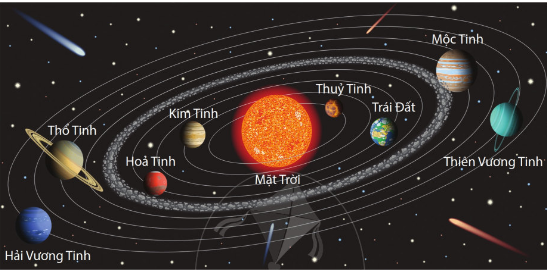 Mộc Tinh
Thuỷ Tinh
Trái Đất
Kim Tinh
Thổ Tinh
Hoả Tinh
Thiên Vương Tinh
Mặt Trời
Hải Vương Tinh